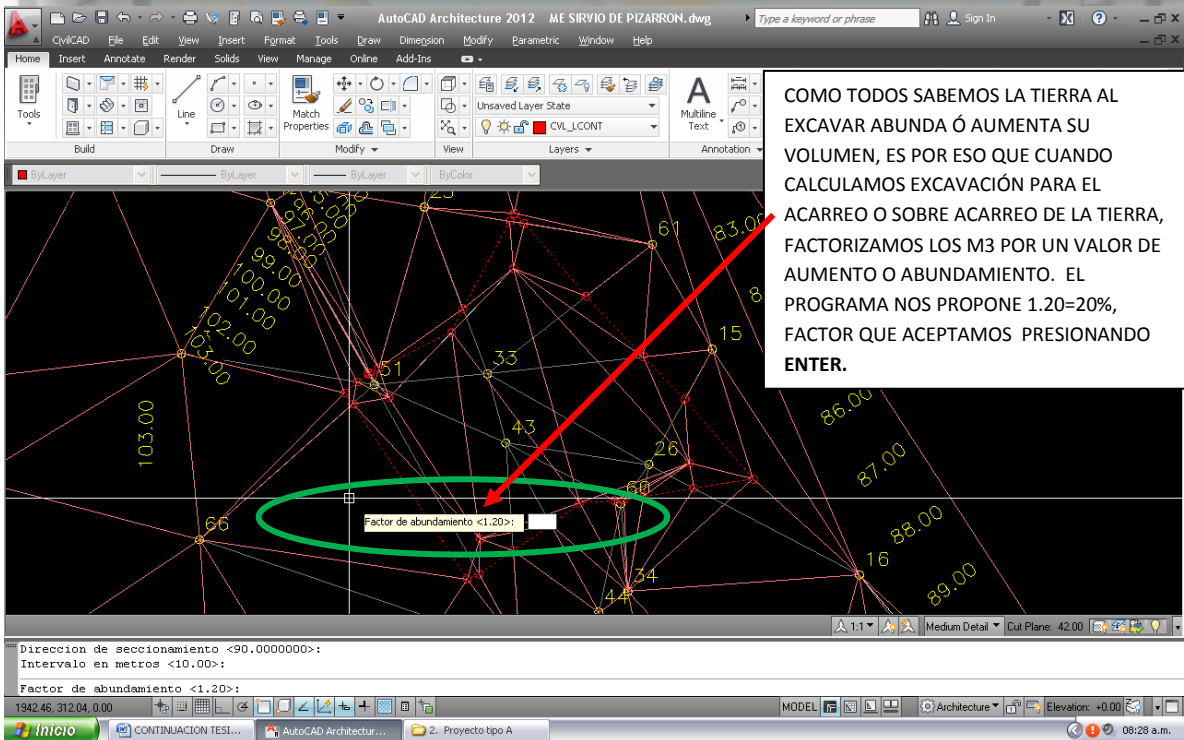 AutoCAD Architecture 2012 ME SIRVIO DE PIZARRON.dwg
Type a keyword or phrase
Sign In
CivilCAD File Edit View Insert Format Tools Draw Dimension Modify Parametric Window Help
Home Insert Annotate Render Solids View Manage Online Add-Ins
Tools
Line
Match Properties
Unsaved Layer State
CVL_LCONT
Multiline Text
Build Draw Modify View Layers Annotation
ByLayer ByLayer ByLayer ByColor
COMO TODOS SABEMOS LA TIERRA AL
EXCAVAR ABUNDA Ó AUMENTA SU
VOLUMEN, ES POR ESO QUE CUANDO
CALCULAMOS EXCAVACIÓN PARA EL
ACARREO O SOBRE ACARREO DE LA TIERRA,
FACTORIZAMOS LOS M3 POR UN VALOR DE
AUMENTO O ABUNDAMIENTO. EL
PROGRAMA NOS PROPONE 1.20=20%,
FACTOR QUE ACEPTAMOS PRESIONANDO
ENTER.
61
83.00
99.00
100.00
101.00
102.00
103.00
15
33
51
86.00
103.00
43
26
87.00
60
66
Factor de abundamiento <1.20>:
88.00
16
34
89.00
44
1:1 Medium Detail Cut Plane: 42.00
Direccion de seccionamiento <90.0000000>:
Intervalo en metros <10.00>:
Factor de abundamiento <1.20>:
1942.46, 312.04, 0.00
MODEL
Architecture
Elevation: +0.00
Inicio
CONTINUACION TESI...
AutoCAD Architectur...
2. Proyecto tipo A
08:28 a.m.